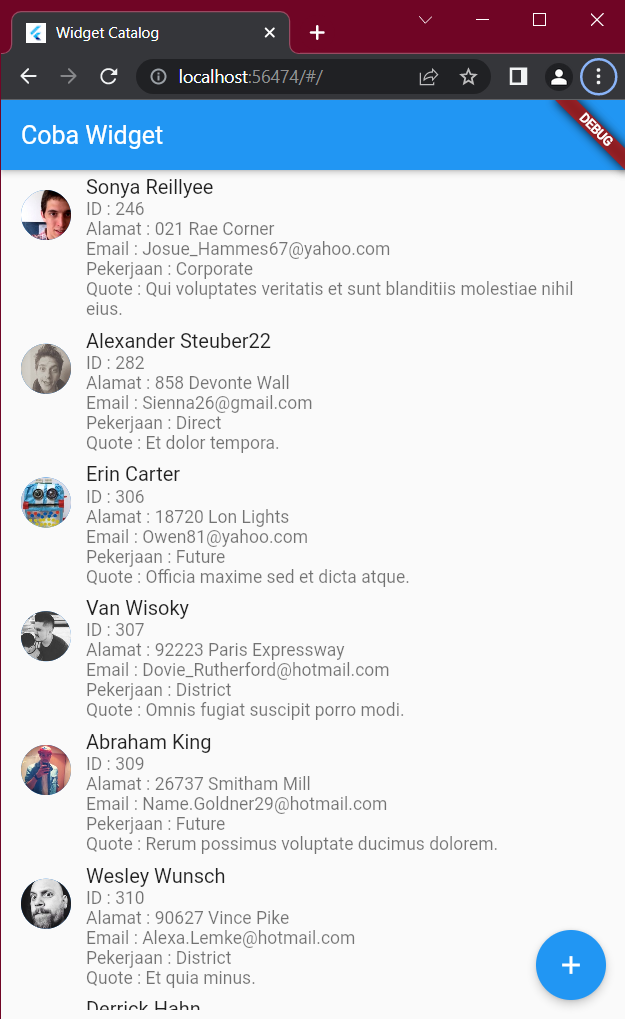 Widget Catalog
localhost:56474/#/
Coba Widget
DEBUG
Sonya Reillyee
ID : 246
Alamat : 021 Rae Corner
Email : Josue_Hammes67@yahoo.com
Pekerjaan : Corporate
Quote : Qui voluptates veritatis et sunt blanditiis molestiae nihil
eius.
Alexander Steuber22
ID : 282
Alamat : 858 Devonte Wall
Email : Sienna26@gmail.com
Pekerjaan : Direct
Quote : Et dolor tempora.
Erin Carter
ID : 306
Alamat : 18720 Lon Lights
Email : Owen81@yahoo.com
Pekerjaan : Future
Quote : Officia maxime sed et dicta atque.
Van Wisoky
ID : 307
Alamat : 92223 Paris Expressway
Email : Dovie_Rutherford@hotmail.com
Pekerjaan : District
Quote : Omnis fugiat suscipit porro modi.
Abraham King
ID : 309
Alamat : 26737 Smitham Mill
Email : Name.Goldner29@hotmail.com
Pekerjaan : Future
Quote : Rerum possimus voluptate ducimus dolorem.
Wesley Wunsch
ID : 310
Alamat : 90627 Vince Pike
Email : Alexa.Lemke@hotmail.com
Pekerjaan : District
Quote : Et quia minus.
Derrick Hahn